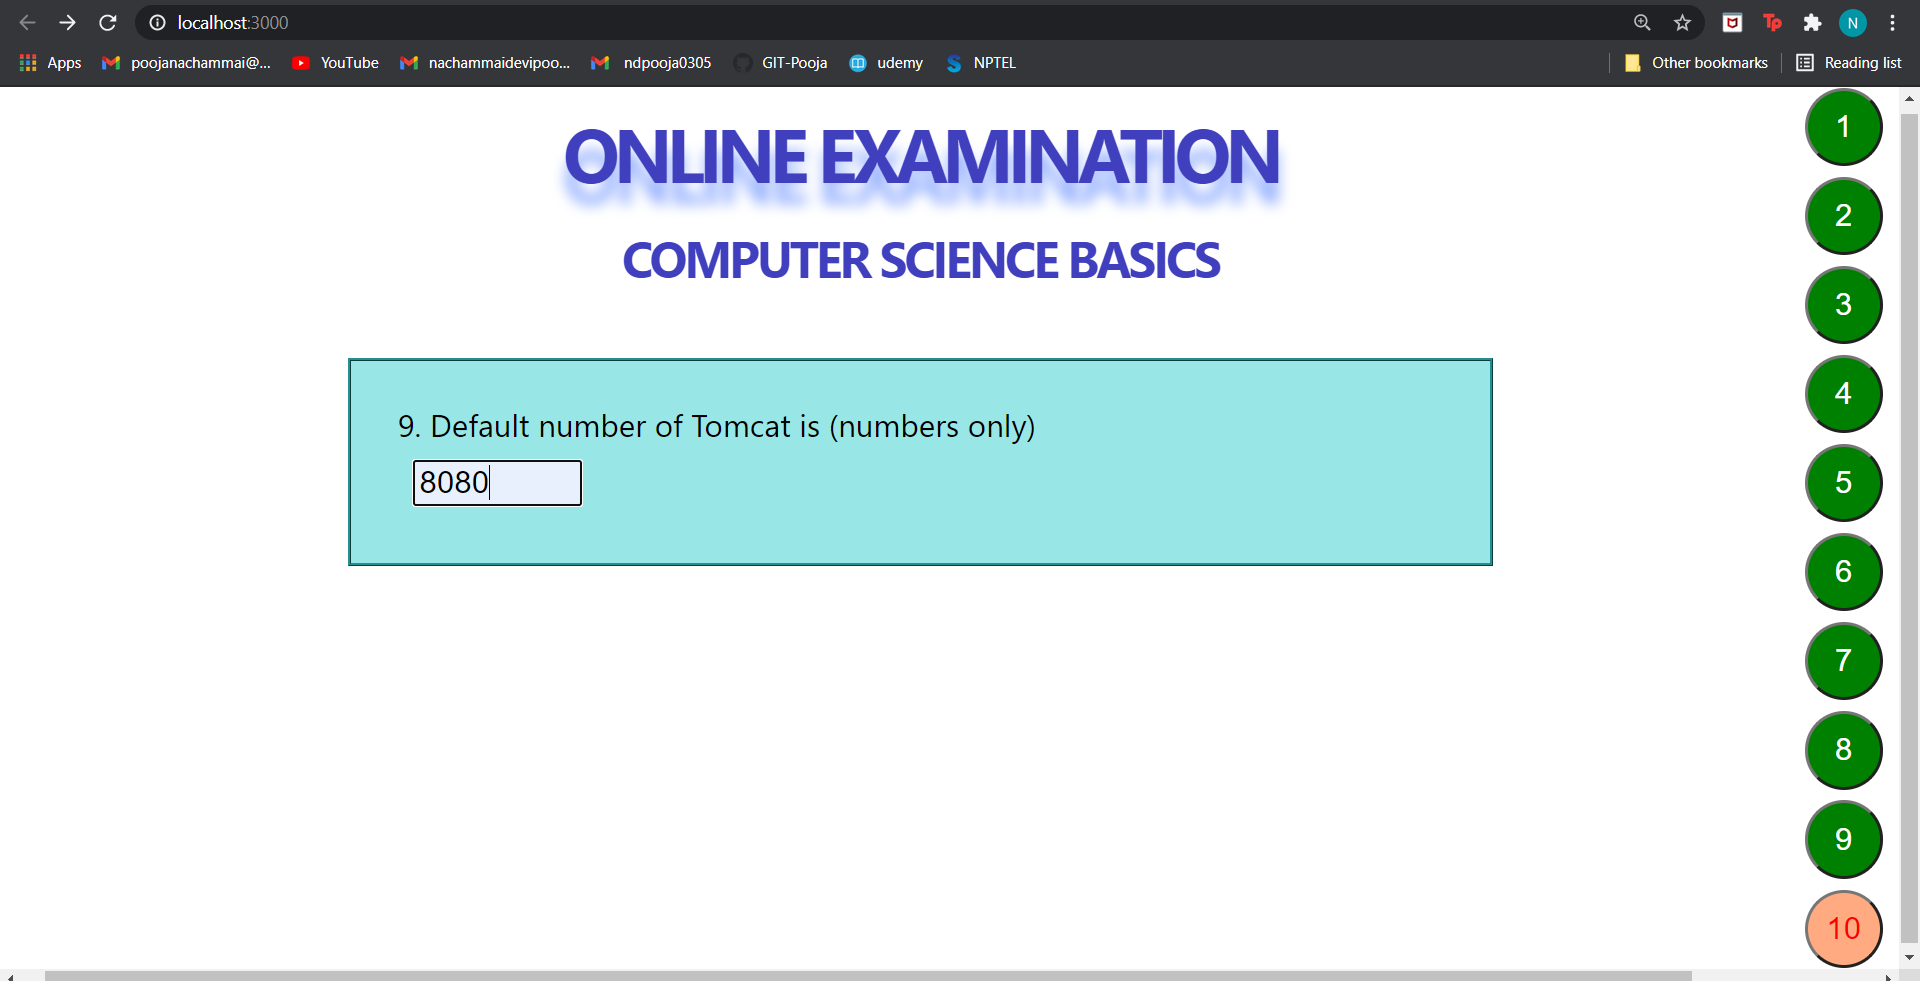 localhost:3000
Tp
N
Apps
poojanachammai@...
YouTube
nachammaidevipoo...
ndpooja0305
GIT-Pooja
udemy
NPTEL
Other bookmarks
Reading list
ONLINE EXAMINATION
COMPUTER SCIENCE BASICS
9. Default number of Tomcat is (numbers only)
8080
1
2
3
4
5
6
7
8
9
10